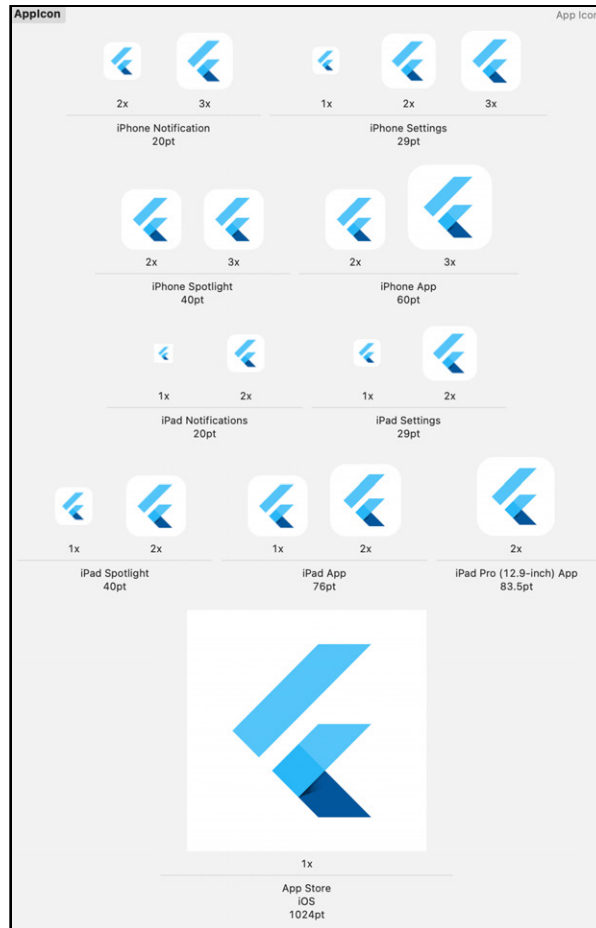 AppIcon
App Icon
2x 3x 1x 2x 3x
iPhone Notification
20pt
iPhone Settings
29pt
2x 3x 2x 3x
iPhone Spotlight
40pt
iPhone App
60pt
1x 2x 1x 2x
iPad Notifications
20pt
iPad Settings
29pt
1x 2x 1x 2x 2x
iPad Spotlight
40pt
iPad App
76pt
iPad Pro (12.9-inch) App
83.5pt
1x
App Store
iOS
1024pt